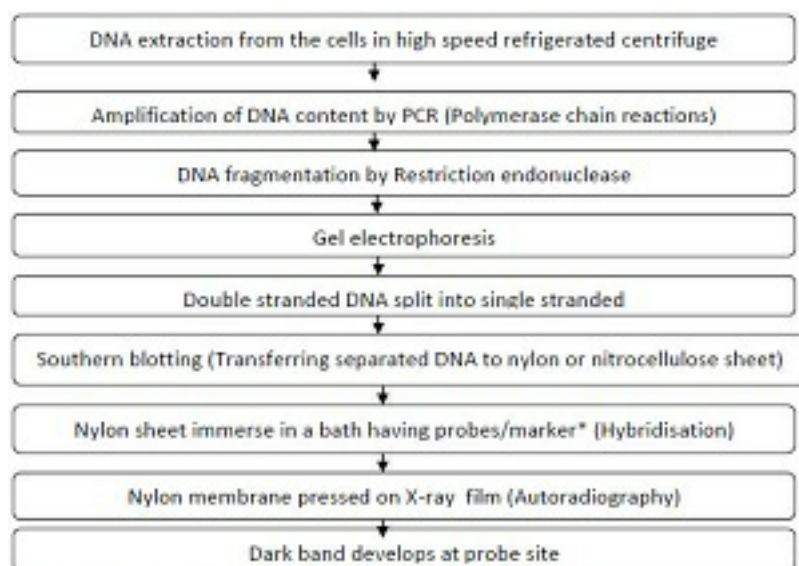 DNA extraction from the cells in high speed refrigerated centrifuge
Amplification of DNA content by PCR (Polymerase chain reactions)
DNA fragmentation by Restriction endonuclease
Gel electrophoresis
Double stranded DNA split into single stranded
Southern blotting (Transferring separated DNA to nylon or nitrocellulose sheet)
Nylon sheet immerse in a bath having probes/marker* (Hybridisation)
Nylon membrane pressed on X-ray film (Autoradiography)
Dark band develops at probe site